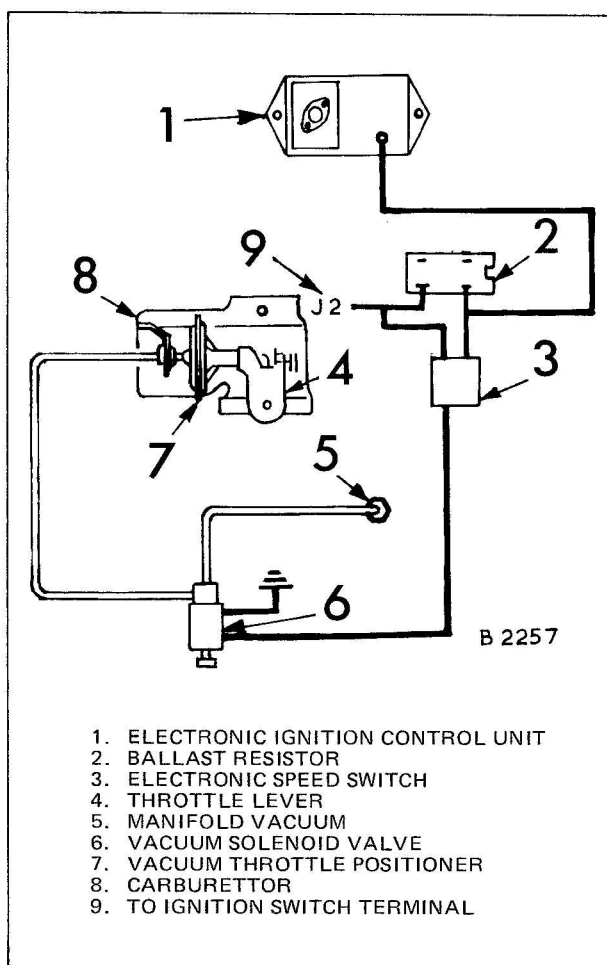 1
2
9
8
J2
3
4
7
5
6
B 2257
1. ELECTRONIC IGNITION CONTROL UNIT
2. BALLAST RESISTOR
3. ELECTRONIC SPEED SWITCH
4. THROTTLE LEVER
5. MANIFOLD VACUUM
6. VACUUM SOLENOID VALVE
7. VACUUM THROTTLE POSITIONER
8. CARBURETTOR
9. TO IGNITION SWITCH TERMINAL